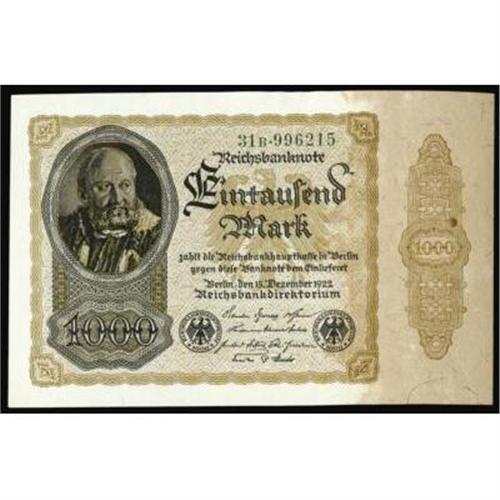 31B·996215
Reichsbanknote
Eintausend
Mark
zahlt die Reichsbankhauptkasse in Berlin
gegen diese Banknote dem Einlieferer
Berlin, den 15. Dezember 1922
Reichsbankdirektorium
1000
1000